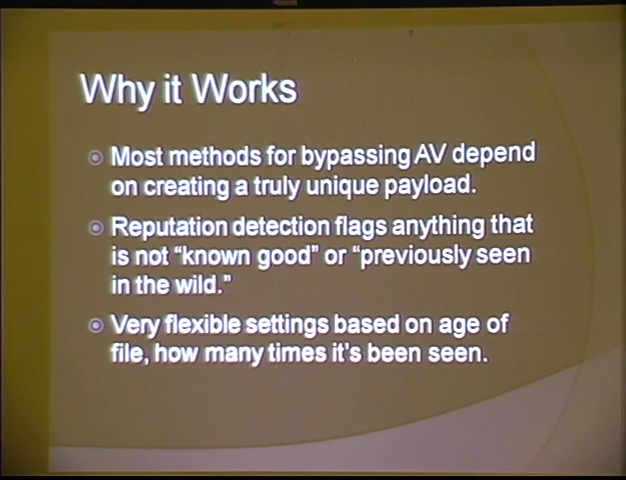 Why it Works
Most methods for bypassing AV depend
on creating a truly unique payload.
Reputation detection flags anything that
is not “known good” or “previously seen
in the wild.”
Very flexible settings based on age of
file, how many times it’s been seen.